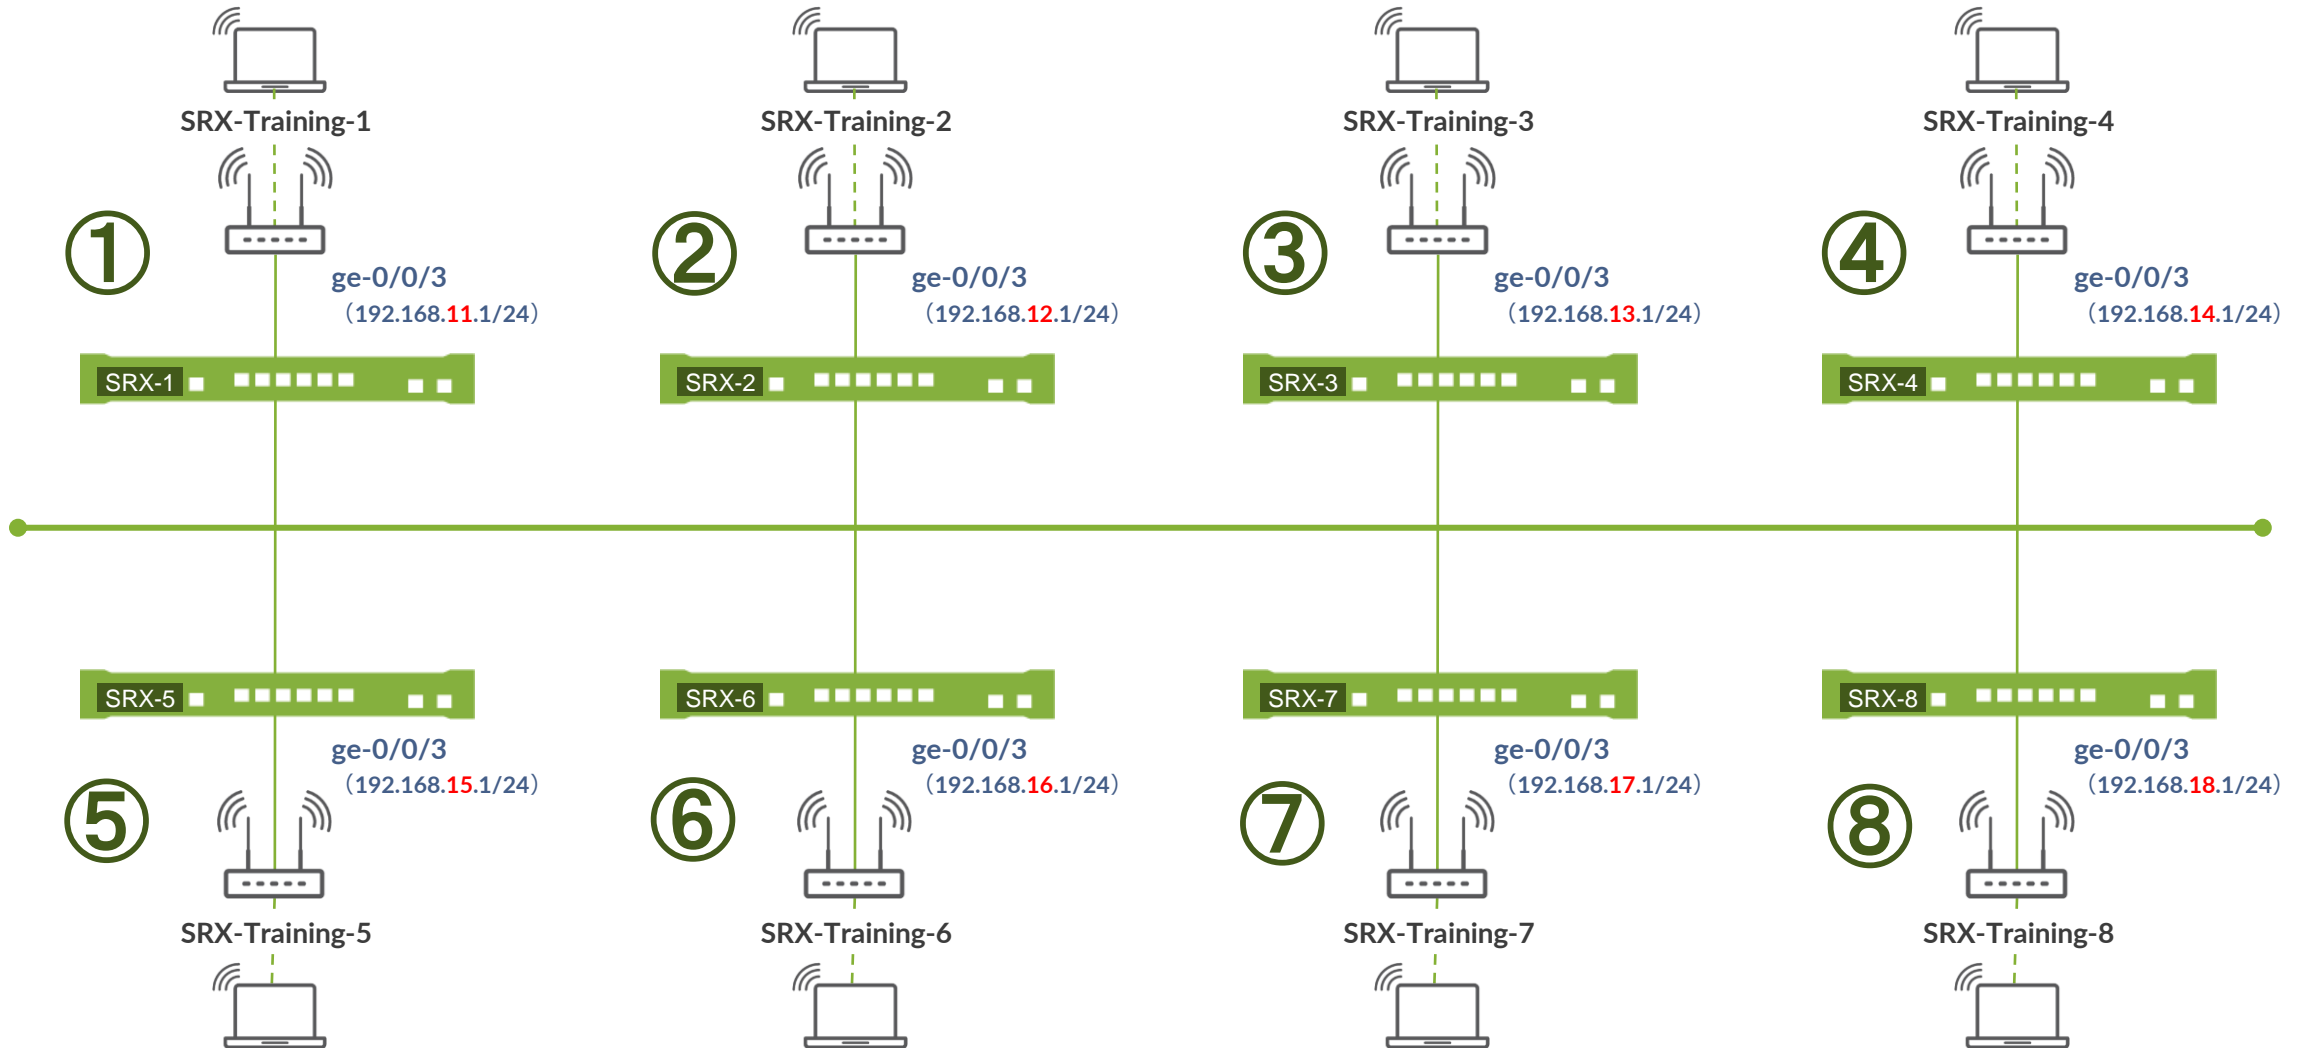 SRX-Training-1
SRX-Training-2
SRX-Training-3
SRX-Training-4
①
②
③
④
ge-0/0/3
（192.168.11.1/24）
ge-0/0/3
（192.168.12.1/24）
ge-0/0/3
（192.168.13.1/24）
ge-0/0/3
（192.168.14.1/24）
SRX-1
SRX-2
SRX-3
SRX-4
SRX-5
SRX-6
SRX-7
SRX-8
ge-0/0/3
（192.168.15.1/24）
ge-0/0/3
（192.168.16.1/24）
ge-0/0/3
（192.168.17.1/24）
ge-0/0/3
（192.168.18.1/24）
⑤
⑥
⑦
⑧
SRX-Training-5
SRX-Training-6
SRX-Training-7
SRX-Training-8